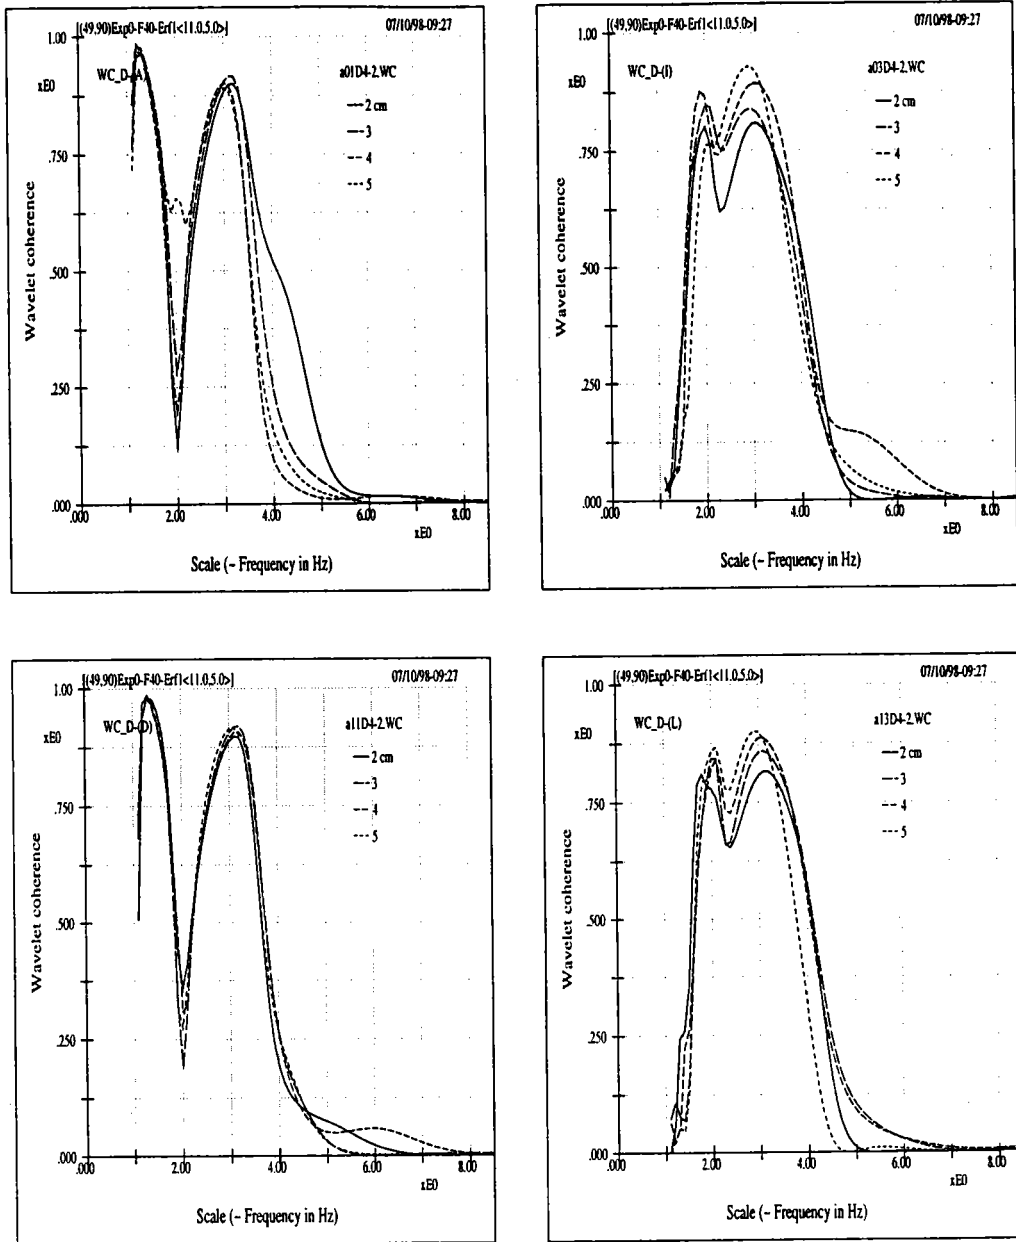 [(49,90)Exp0-F40-Erf1<11.0,5.0>] 07/10/98-09:27
1.00
xE0
WC_D-(A) a01D4-2.WC
2 cm
3
4
5
.750
.500
.250
.000
Wavelet coherence
.000 2.00 4.00 6.00 8.00
xE0
Scale (~ Frequency in Hz)
[(49,90)Exp0-F40-Erf1<11.0,5.0>] 07/10/98-09:27
1.00
xE0
WC_D-(I) a03D4-2.WC
2 cm
3
4
5
.750
.500
.250
.000
Wavelet coherence
.000 2.00 4.00 6.00 8.00
xE0
Scale (~ Frequency in Hz)
[(49,90)Exp0-F40-Erf1<11.0,5.0>] 07/10/98-09:27
1.00
xE0
WC_D-(D) a11D4-2.WC
2 cm
3
4
5
.750
.500
.250
.000
Wavelet coherence
.000 2.00 4.00 6.00 8.00
xE0
Scale (~ Frequency in Hz)
[(49,90)Exp0-F40-Erf1<11.0,5.0>] 07/10/98-09:27
1.00
xE0
WC_D-(L) a13D4-2.WC
2 cm
3
4
5
.750
.500
.250
.000
Wavelet coherence
.000 2.00 4.00 6.00 8.00
xE0
Scale (~ Frequency in Hz)